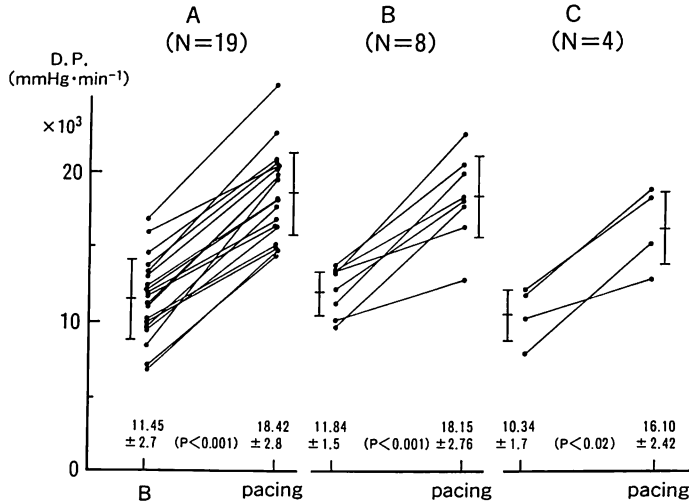 A B C
(N=19) (N=8) (N=4)
D.P.
(mmHg·min⁻¹)
×10³
20
10
11.45 18.42 11.84 18.15 10.34 16.10
± 2.7 (P<0.001) ± 2.8 ± 1.5 (P<0.001) ±2.76 ± 1.7 (P<0.02) ± 2.42
0
B pacing pacing pacing